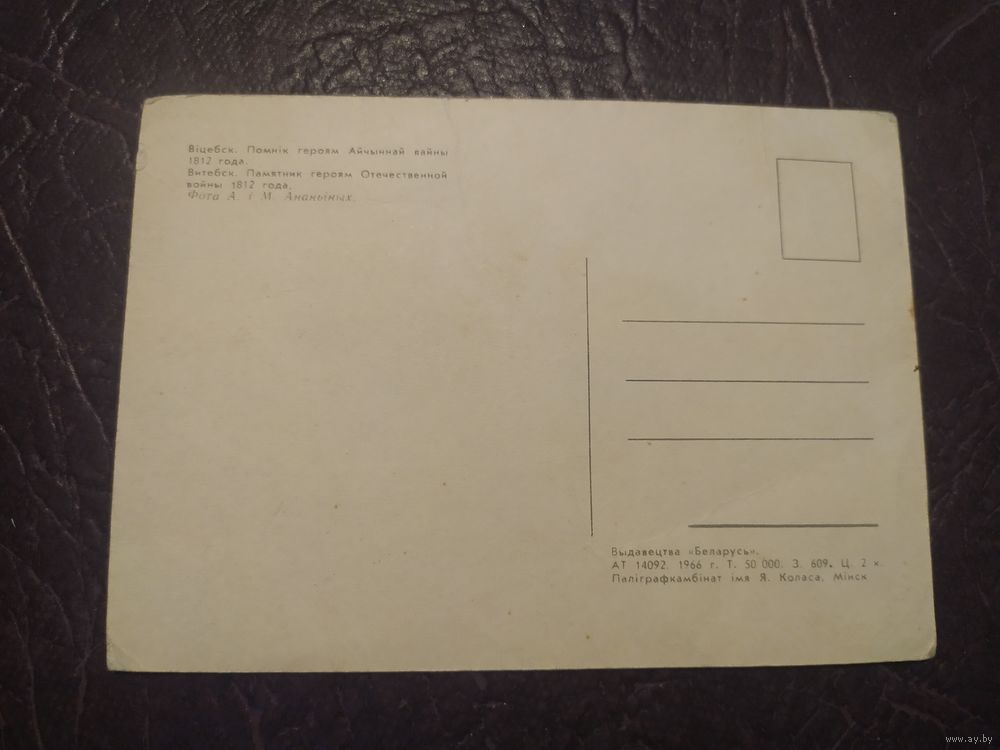 Віцебск. Помнік героям Айчыннай вайны
1812 года.
Витебск. Памятник героям Отечественной
войны 1812 года.
Фота А. і М. Ананьіных.
Выдавецтва «Беларусь».
АТ 14092. 1966 г. Т. 50 000. З. 609. Ц. 2 к.
Паліграфкамбінат імя Я. Коласа, Мінск
www.ay.by